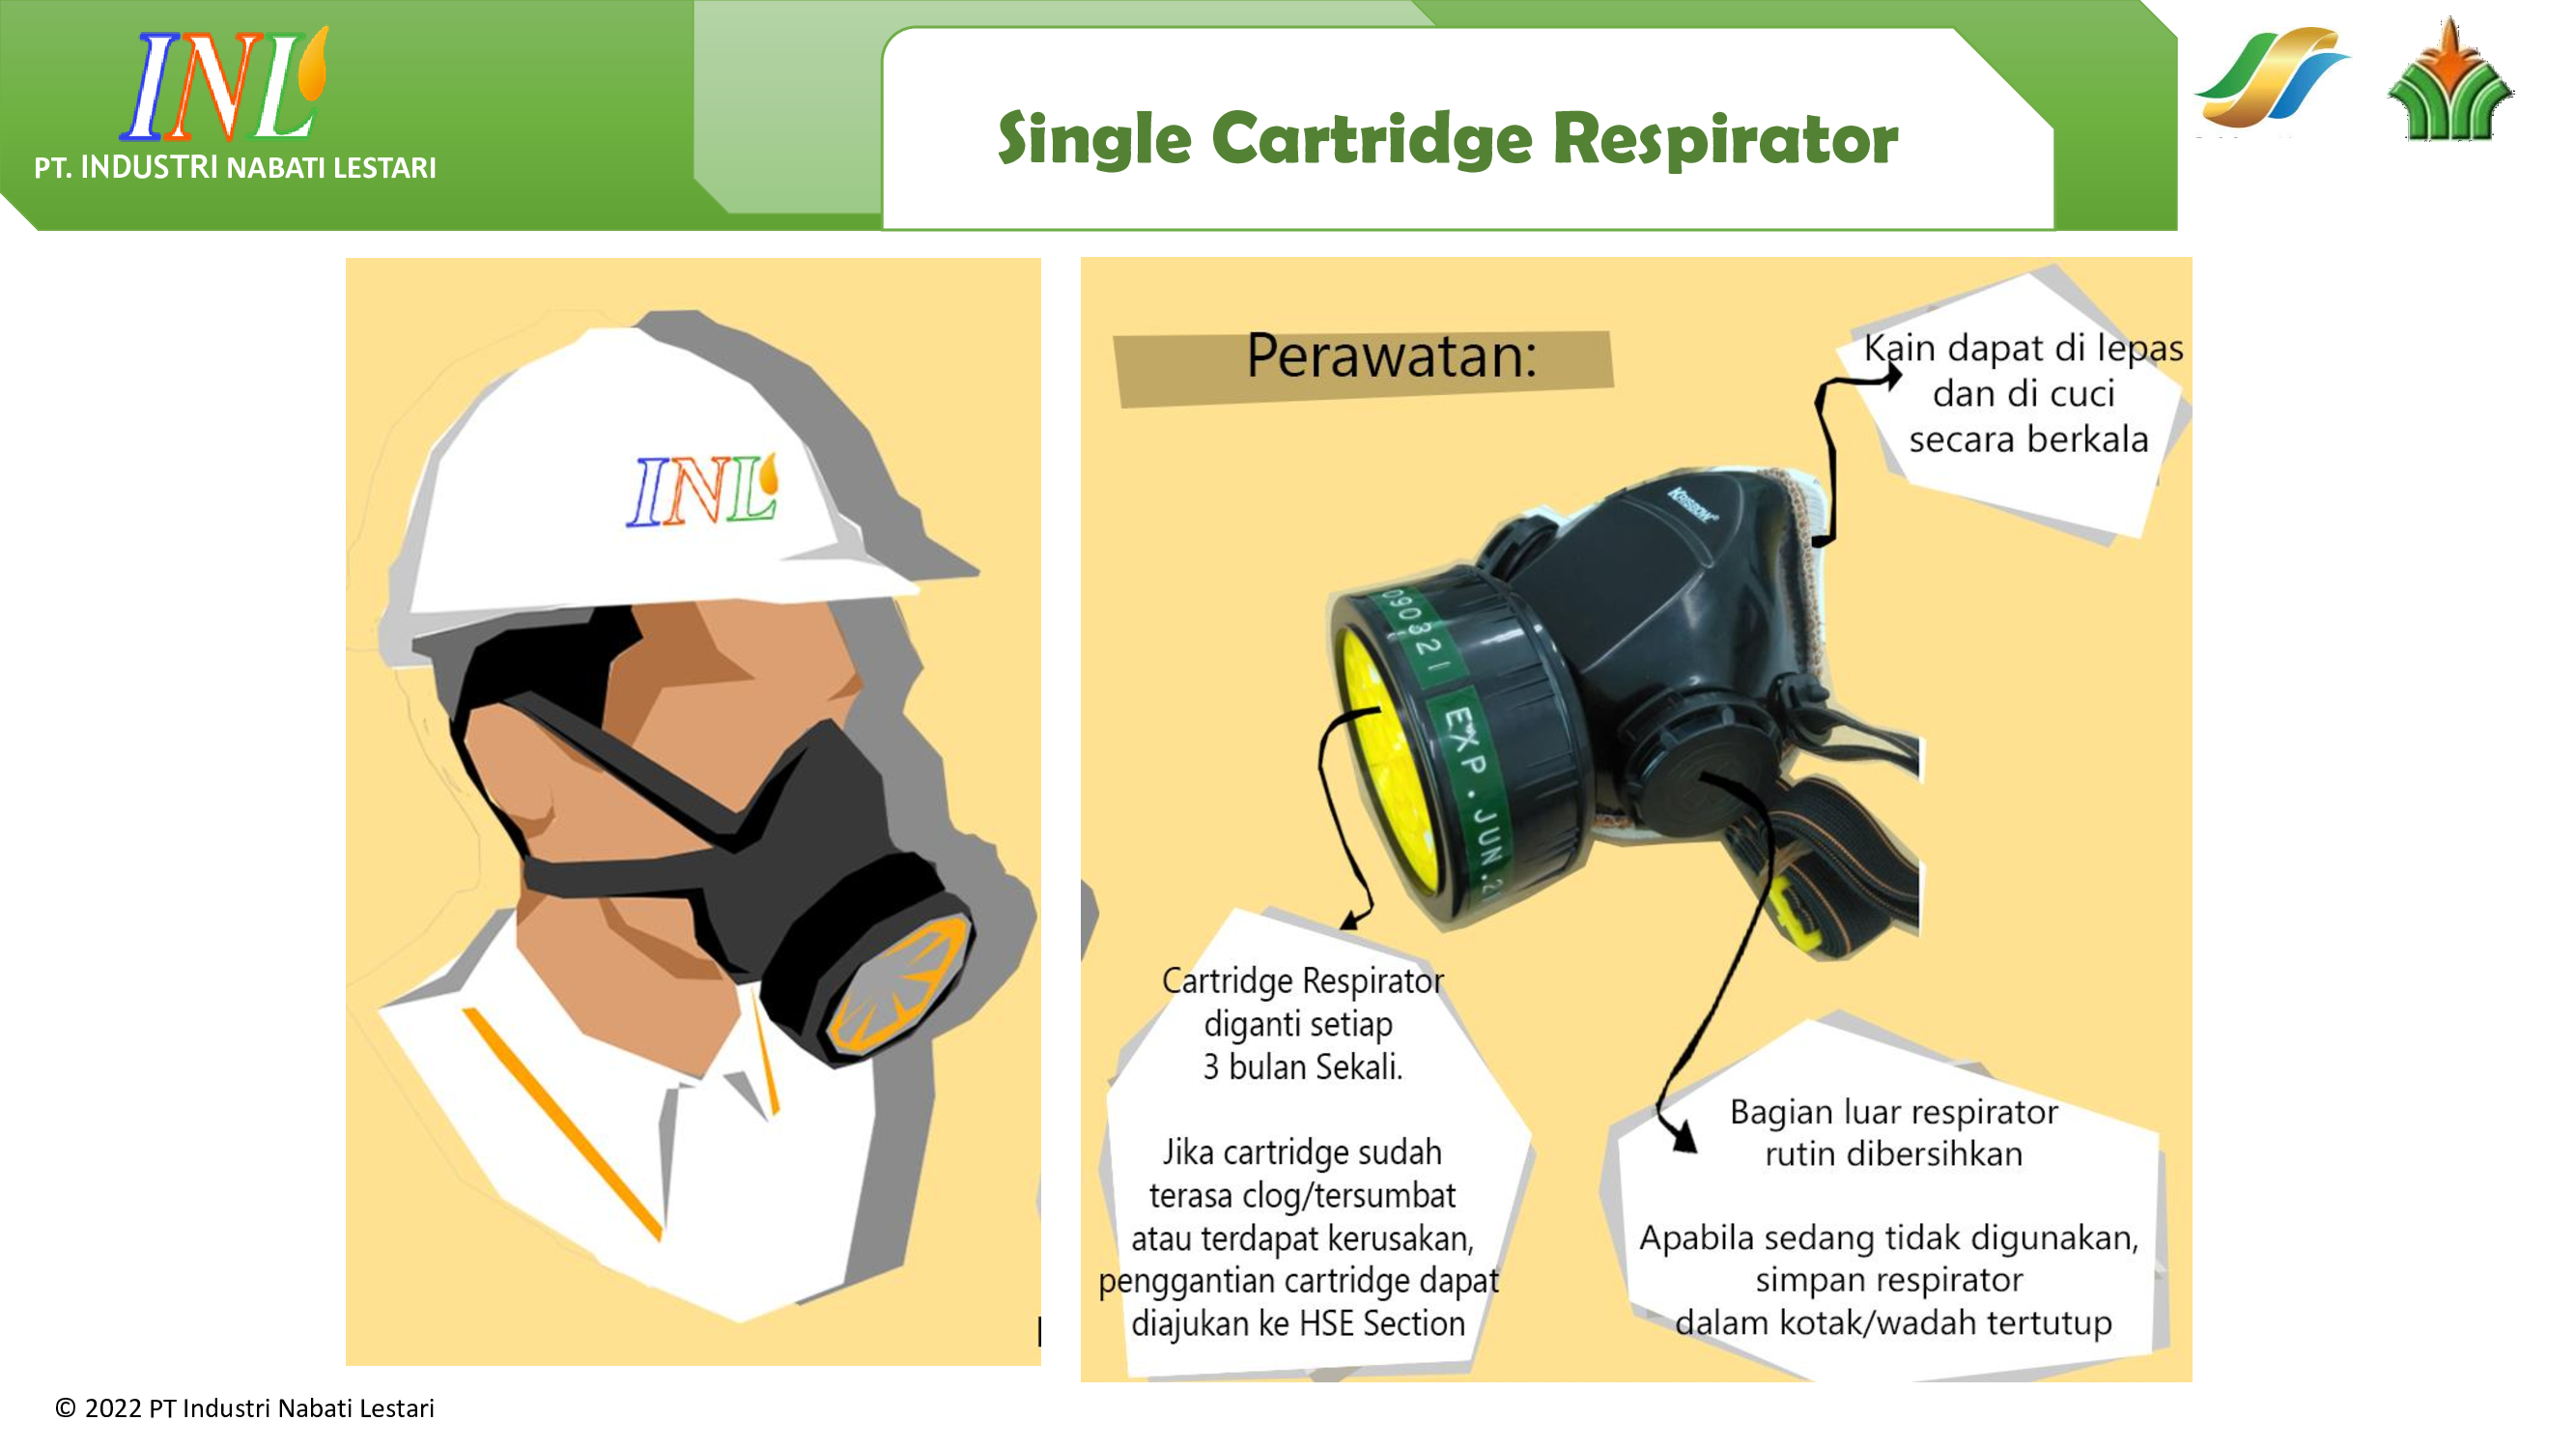 INL
PT. INDUSTRI NABATI LESTARI
Single Cartridge Respirator
INL
Perawatan:
Kain dapat di lepas
dan di cuci
secara berkala
Krisbow®
090321
EXP. JUN.2
Cartridge Respirator
diganti setiap
3 bulan Sekali.
Jika cartridge sudah
terasa clog/tersumbat
atau terdapat kerusakan,
penggantian cartridge dapat
diajukan ke HSE Section
Bagian luar respirator
rutin dibersihkan
Apabila sedang tidak digunakan,
simpan respirator
dalam kotak/wadah tertutup
© 2022 PT Industri Nabati Lestari